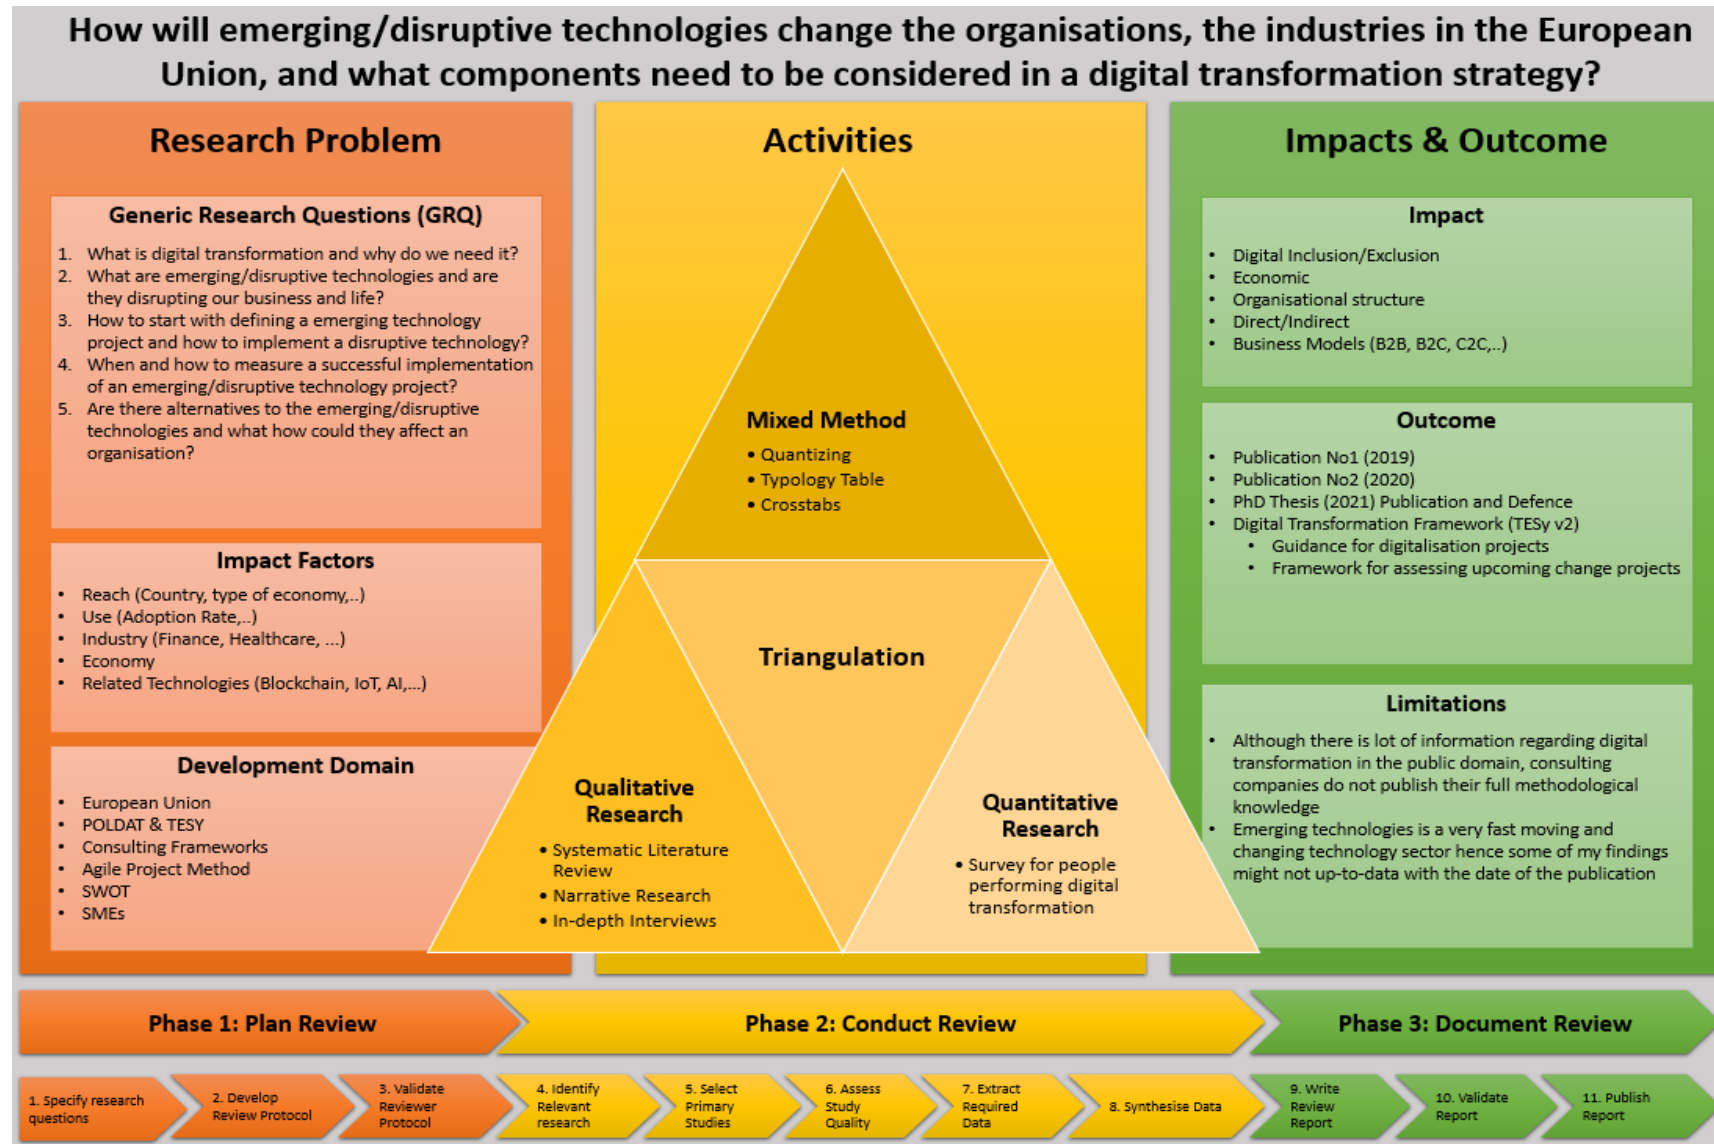 How will emerging/disruptive technologies change the organisations, the industries in the European
Union, and what components need to be considered in a digital transformation strategy?
Research Problem
Generic Research Questions (GRQ)
1. What is digital transformation and why do we need it?
2. What are emerging/disruptive technologies and are
they disrupting our business and life?
3. How to start with defining a emerging technology
project and how to implement a disruptive technology?
4. When and how to measure a successful implementation
of an emerging/disruptive technology project?
5. Are there alternatives to the emerging/disruptive
technologies and what how could they affect an
organisation?
Impact Factors
• Reach (Country, type of economy,..)
• Use (Adoption Rate,..)
• Industry (Finance, Healthcare, ...)
• Economy
• Related Technologies (Blockchain, IoT, AI,...)
Development Domain
• European Union
• POLDAT & TESY
• Consulting Frameworks
• Agile Project Method
• SWOT
• SMEs
Activities
Mixed Method
• Quantizing
• Typology Table
• Crosstabs
Triangulation
Qualitative
Research
• Systematic Literature
Review
• Narrative Research
• In-depth Interviews
Quantitative
Research
• Survey for people
performing digital
transformation
Impacts & Outcome
Impact
• Digital Inclusion/Exclusion
• Economic
• Organisational structure
• Direct/Indirect
• Business Models (B2B, B2C, C2C,..)
Outcome
• Publication No1 (2019)
• Publication No2 (2020)
• PhD Thesis (2021) Publication and Defence
• Digital Transformation Framework (TESy v2)
• Guidance for digitalisation projects
• Framework for assessing upcoming change projects
Limitations
• Although there is lot of information regarding digital
transformation in the public domain, consulting
companies do not publish their full methodological
knowledge
• Emerging technologies is a very fast moving and
changing technology sector hence some of my findings
might not up-to-data with the date of the publication
Phase 1: Plan Review
Phase 2: Conduct Review
Phase 3: Document Review
1. Specify research
questions
2. Develop
Review Protocol
3. Validate
Reviewer
Protocol
4. Identify
Relevant
research
5. Select
Primary
Studies
6. Assess
Study
Quality
7. Extract
Required
Data
8. Synthesise Data
9. Write
Review
Report
10. Validate
Report
11. Publish
Report